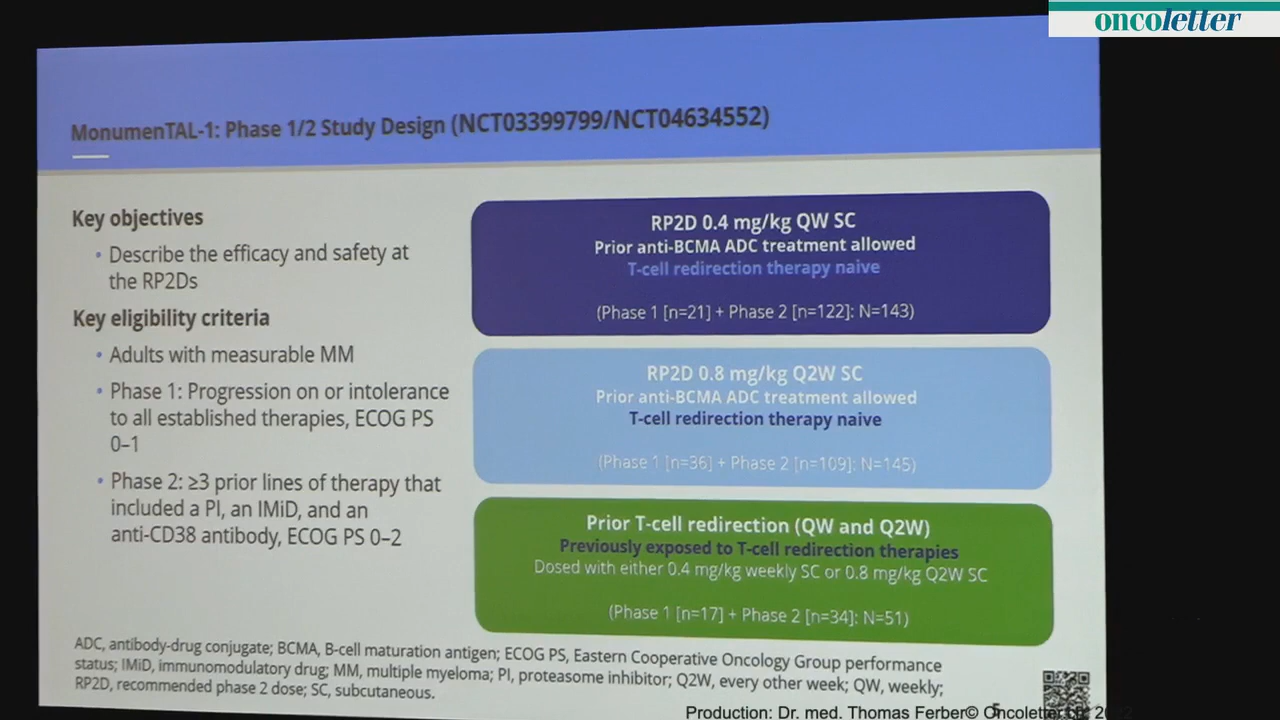 oncoletter
MonumenTAL-1: Phase 1/2 Study Design (NCT03399799/NCT04634552)
Key objectives
• Describe the efficacy and safety at
the RP2Ds
Key eligibility criteria
• Adults with measurable MM
• Phase 1: Progression on or intolerance
to all established therapies, ECOG PS
0–1
• Phase 2: ≥3 prior lines of therapy that
included a PI, an IMiD, and an
anti-CD38 antibody, ECOG PS 0–2
RP2D 0.4 mg/kg QW SC
Prior anti-BCMA ADC treatment allowed
T-cell redirection therapy naive
(Phase 1 [n=21] + Phase 2 [n=122]: N=143)
RP2D 0.8 mg/kg Q2W SC
Prior anti-BCMA ADC treatment allowed
T-cell redirection therapy naive
(Phase 1 [n=36] + Phase 2 [n=109]: N=145)
Prior T-cell redirection (QW and Q2W)
Previously exposed to T-cell redirection therapies
Dosed with either 0.4 mg/kg weekly SC or 0.8 mg/kg Q2W SC
(Phase 1 [n=17] + Phase 2 [n=34]: N=51)
ADC, antibody-drug conjugate; BCMA, B-cell maturation antigen; ECOG PS, Eastern Cooperative Oncology Group performance
status; IMiD, immunomodulatory drug; MM, multiple myeloma; PI, proteasome inhibitor; Q2W, every other week; QW, weekly;
RP2D, recommended phase 2 dose; SC, subcutaneous.
5
Production: Dr. med. Thomas Ferber© Oncoletter